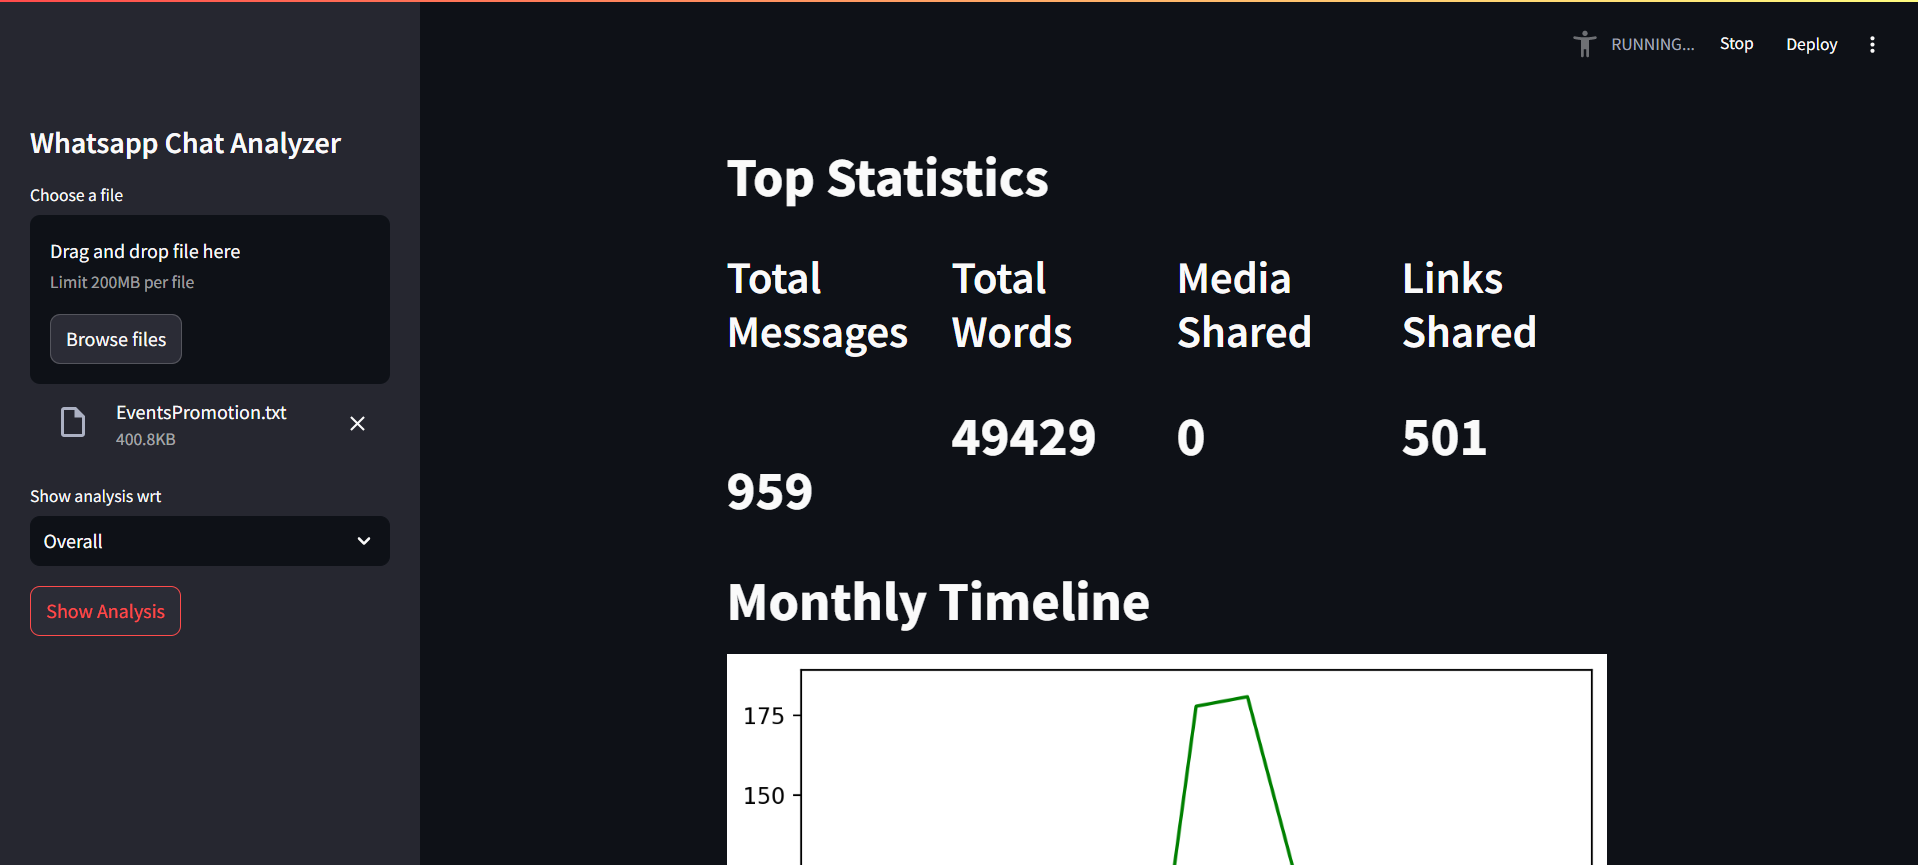 RUNNING...
Stop
Deploy
Whatsapp Chat Analyzer
Choose a file
Drag and drop file here
Limit 200MB per file
Browse files
EventsPromotion.txt
400.8KB
Show analysis wrt
Overall
Show Analysis
Top Statistics
Total
Messages
959
Total
Words
49429
Media
Shared
0
Links
Shared
501
Monthly Timeline
175
150